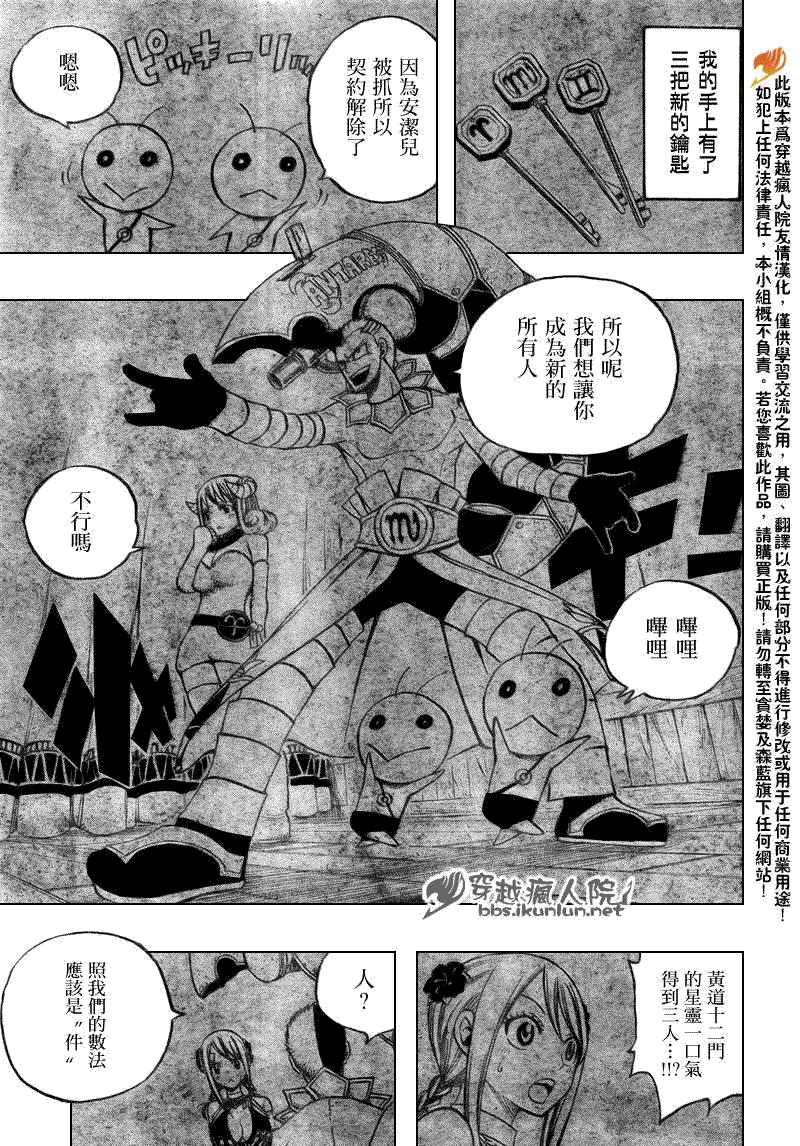 我的手上有了
三把新的鑰匙
因為安潔兒
被抓所以
契約解除了
ピッキーリッ
嗯嗯
ANTARES
所以呢
我們想讓你
成為新的
所有人
不行嗎
嗶哩
嗶哩
穿越瘋人院
bbs.ikunlun.net
黃道十二門
的星靈一口氣
得到三人…!!?
人?
照我們的數法
應該是〝件〞
此版本爲穿越瘋人院友情漢化，僅供學習交流之用，其圖、翻譯以及任何部分不得進行修改或用于任何商業用途！
如犯上任何法律責任，本小組概不負責。若您喜歡此作品，請購買正版！請勿轉至貪婪及森藍旗下任何網站！